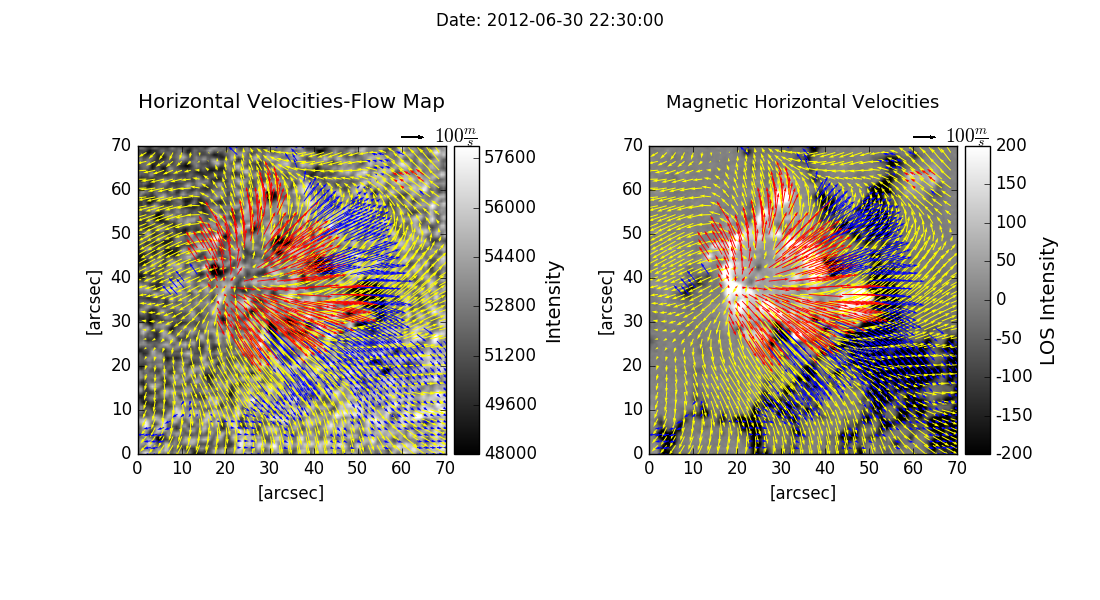 Date: 2012-06-30 22:30:00
Horizontal Velocities-Flow Map
100 m/s
70
60
50
40
30
20
10
0
0 10 20 30 40 50 60 70
[arcsec]
[arcsec]
57600
56000
54400
52800
51200
49600
48000
Intensity
Magnetic Horizontal Velocities
100 m/s
70
60
50
40
30
20
10
0
0 10 20 30 40 50 60 70
[arcsec]
[arcsec]
200
150
100
50
0
-50
-100
-150
-200
LOS Intensity